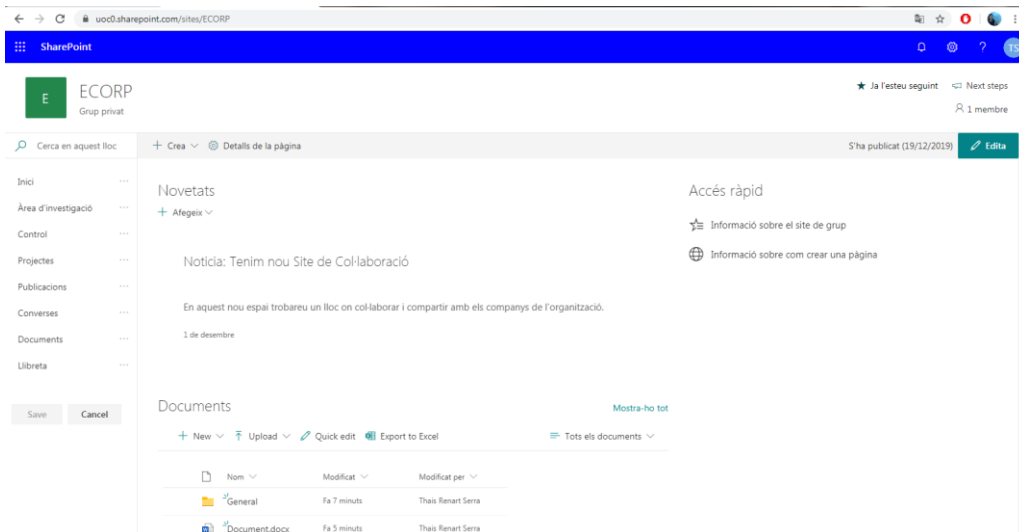 uoc0.sharepoint.com/sites/ECORP
SharePoint
?
TS
E
ECORP
Grup privat
Ja l'esteu seguint
Next steps
1 membre
Cerca en aquest lloc
+ Crea
Detalls de la pàgina
S'ha publicat (19/12/2019)
Edita
Inici
Àrea d'investigació
Control
Projectes
Publicacions
Converses
Documents
Llibreta
Save
Cancel
Novetats
+ Afegeix
Noticia: Tenim nou Site de Col·laboració
En aquest nou espai trobareu un lloc on col·laborar i compartir amb els companys de l'organització.
1 de desembre
Accés ràpid
Informació sobre el site de grup
Informació sobre com crear una pàgina
Documents
Mostra-ho tot
+ New
Upload
Quick edit
Export to Excel
Tots els documents
Nom
Modificat
Modificat per
General
Fa 7 minuts
Thais Renart Serra
Document.docx
Fa 5 minuts
Thais Renart Serra